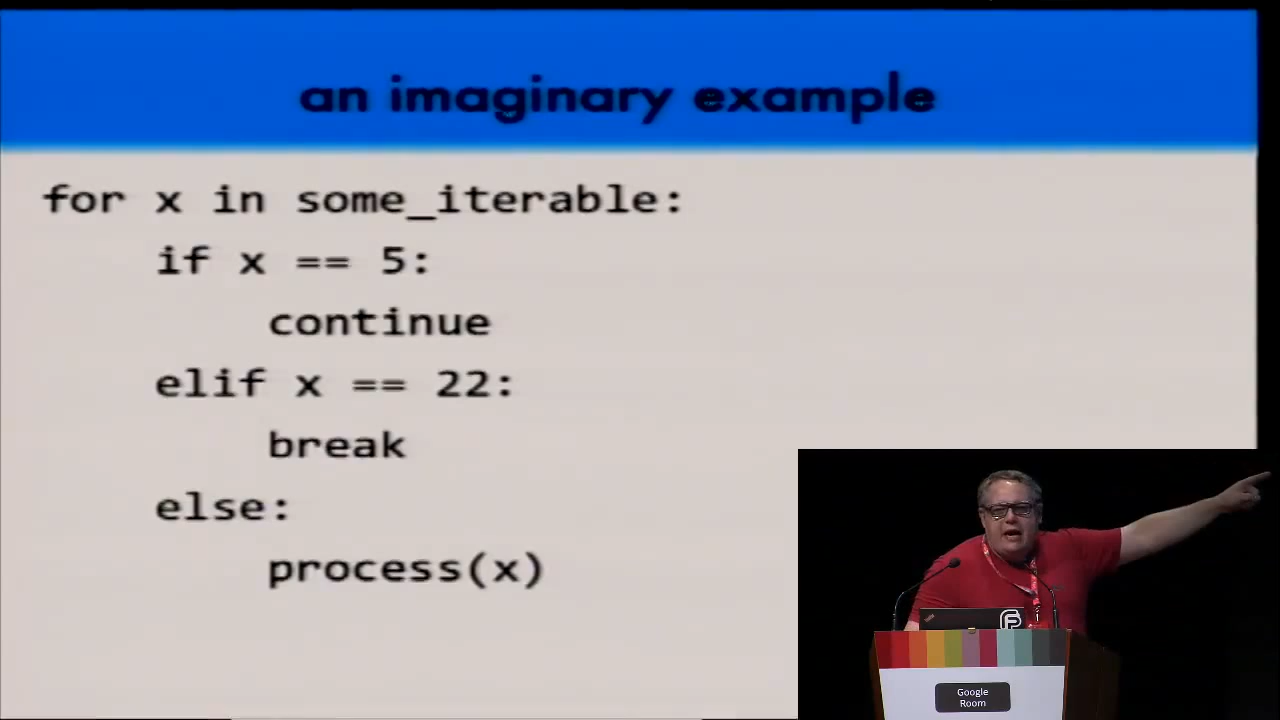 an imaginary example
for x in some_iterable:
    if x == 5:
        continue
    elif x == 22:
        break
    else:
        process(x)
Google
Room